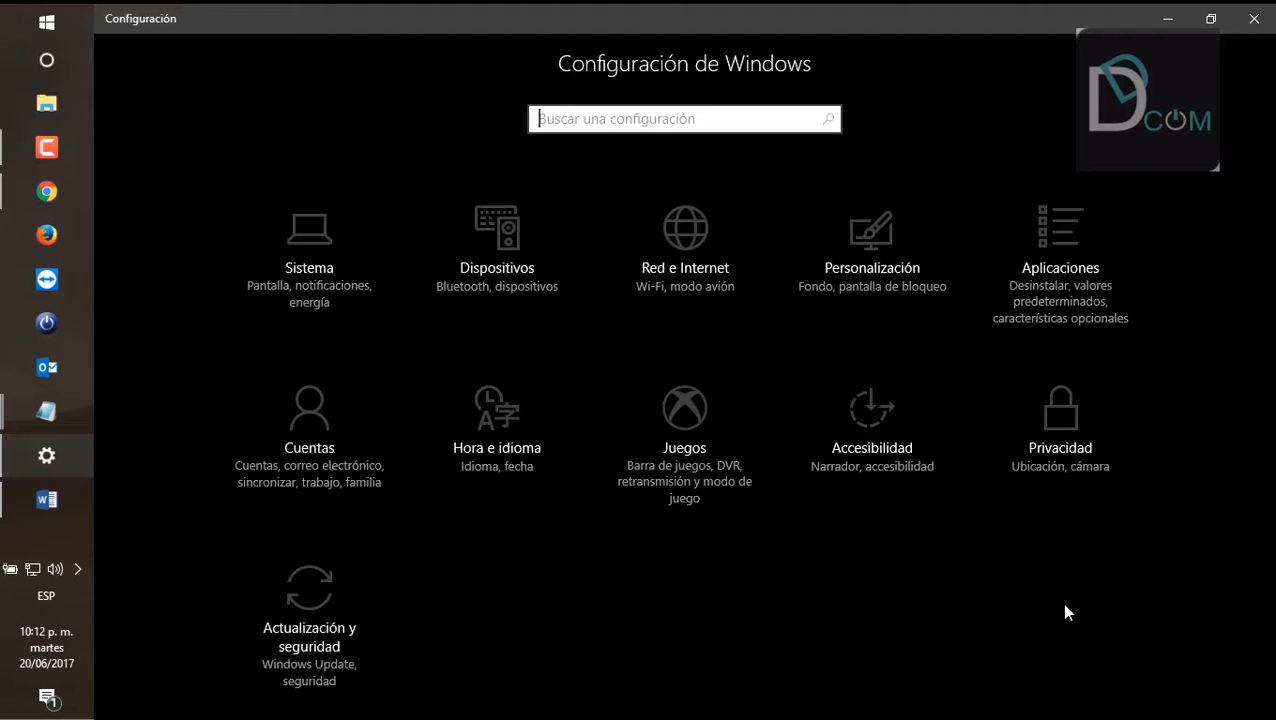 Configuración
Configuración de Windows
Buscar una configuración
DCOM
Sistema
Pantalla, notificaciones,
energía
Dispositivos
Bluetooth, dispositivos
Red e Internet
Wi-Fi, modo avión
Personalización
Fondo, pantalla de bloqueo
Aplicaciones
Desinstalar, valores
predeterminados,
características opcionales
Cuentas
Cuentas, correo electrónico,
sincronizar, trabajo, familia
Hora e idioma
Idioma, fecha
Juegos
Barra de juegos, DVR,
retransmisión y modo de
juego
Accesibilidad
Narrador, accesibilidad
Privacidad
Ubicación, cámara
Actualización y
seguridad
Windows Update,
seguridad
ESP
10:12 p. m.
martes
20/06/2017
1